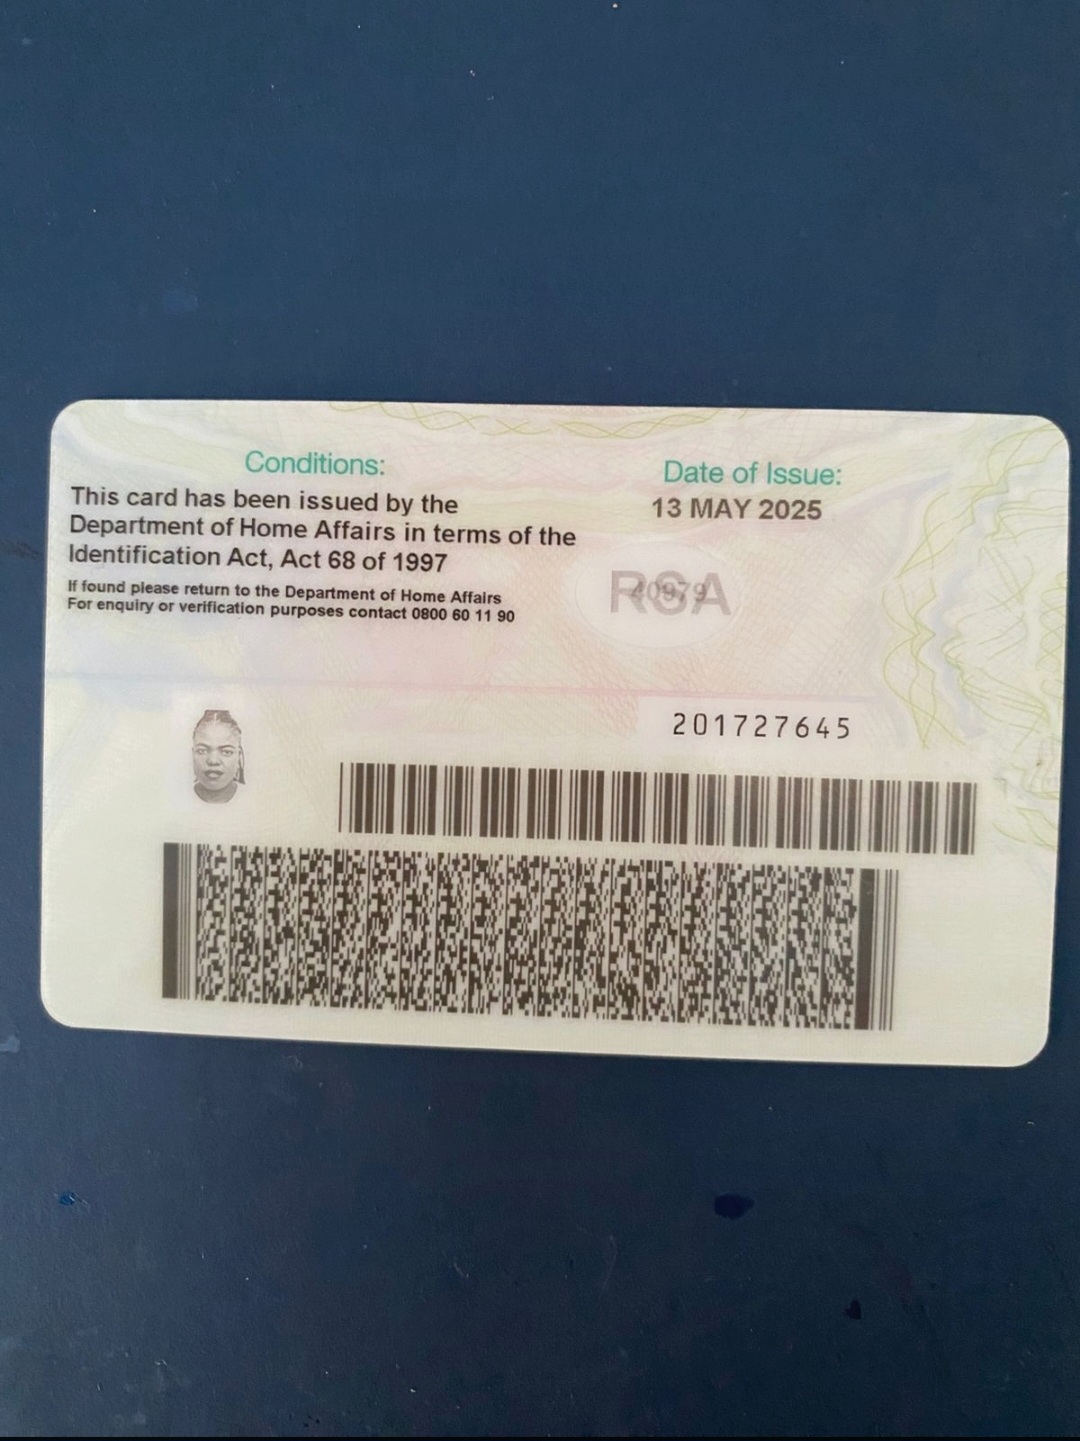 Conditions:
This card has been issued by the
Department of Home Affairs in terms of the
Identification Act, Act 68 of 1997
If found please return to the Department of Home Affairs
For enquiry or verification purposes contact 0800 60 11 90
Date of Issue:
13 MAY 2025
RSA
40979
201727645